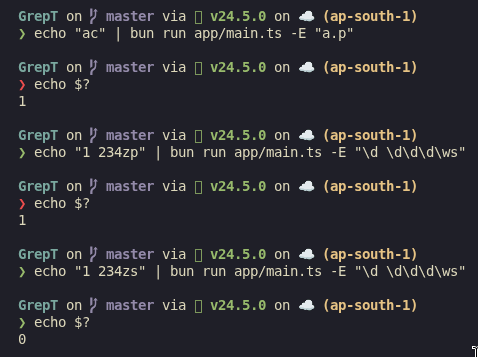 GrepT on master via v24.5.0 on ☁️ (ap-south-1)
❯ echo "ac" | bun run app/main.ts -E "a.p"
GrepT on master via v24.5.0 on ☁️ (ap-south-1)
❯ echo $?
1
GrepT on master via v24.5.0 on ☁️ (ap-south-1)
❯ echo "1 234zp" | bun run app/main.ts -E "\d \d\d\d\ws"
GrepT on master via v24.5.0 on ☁️ (ap-south-1)
❯ echo $?
1
GrepT on master via v24.5.0 on ☁️ (ap-south-1)
❯ echo "1 234zs" | bun run app/main.ts -E "\d \d\d\d\ws"
GrepT on master via v24.5.0 on ☁️ (ap-south-1)
❯ echo $?
0